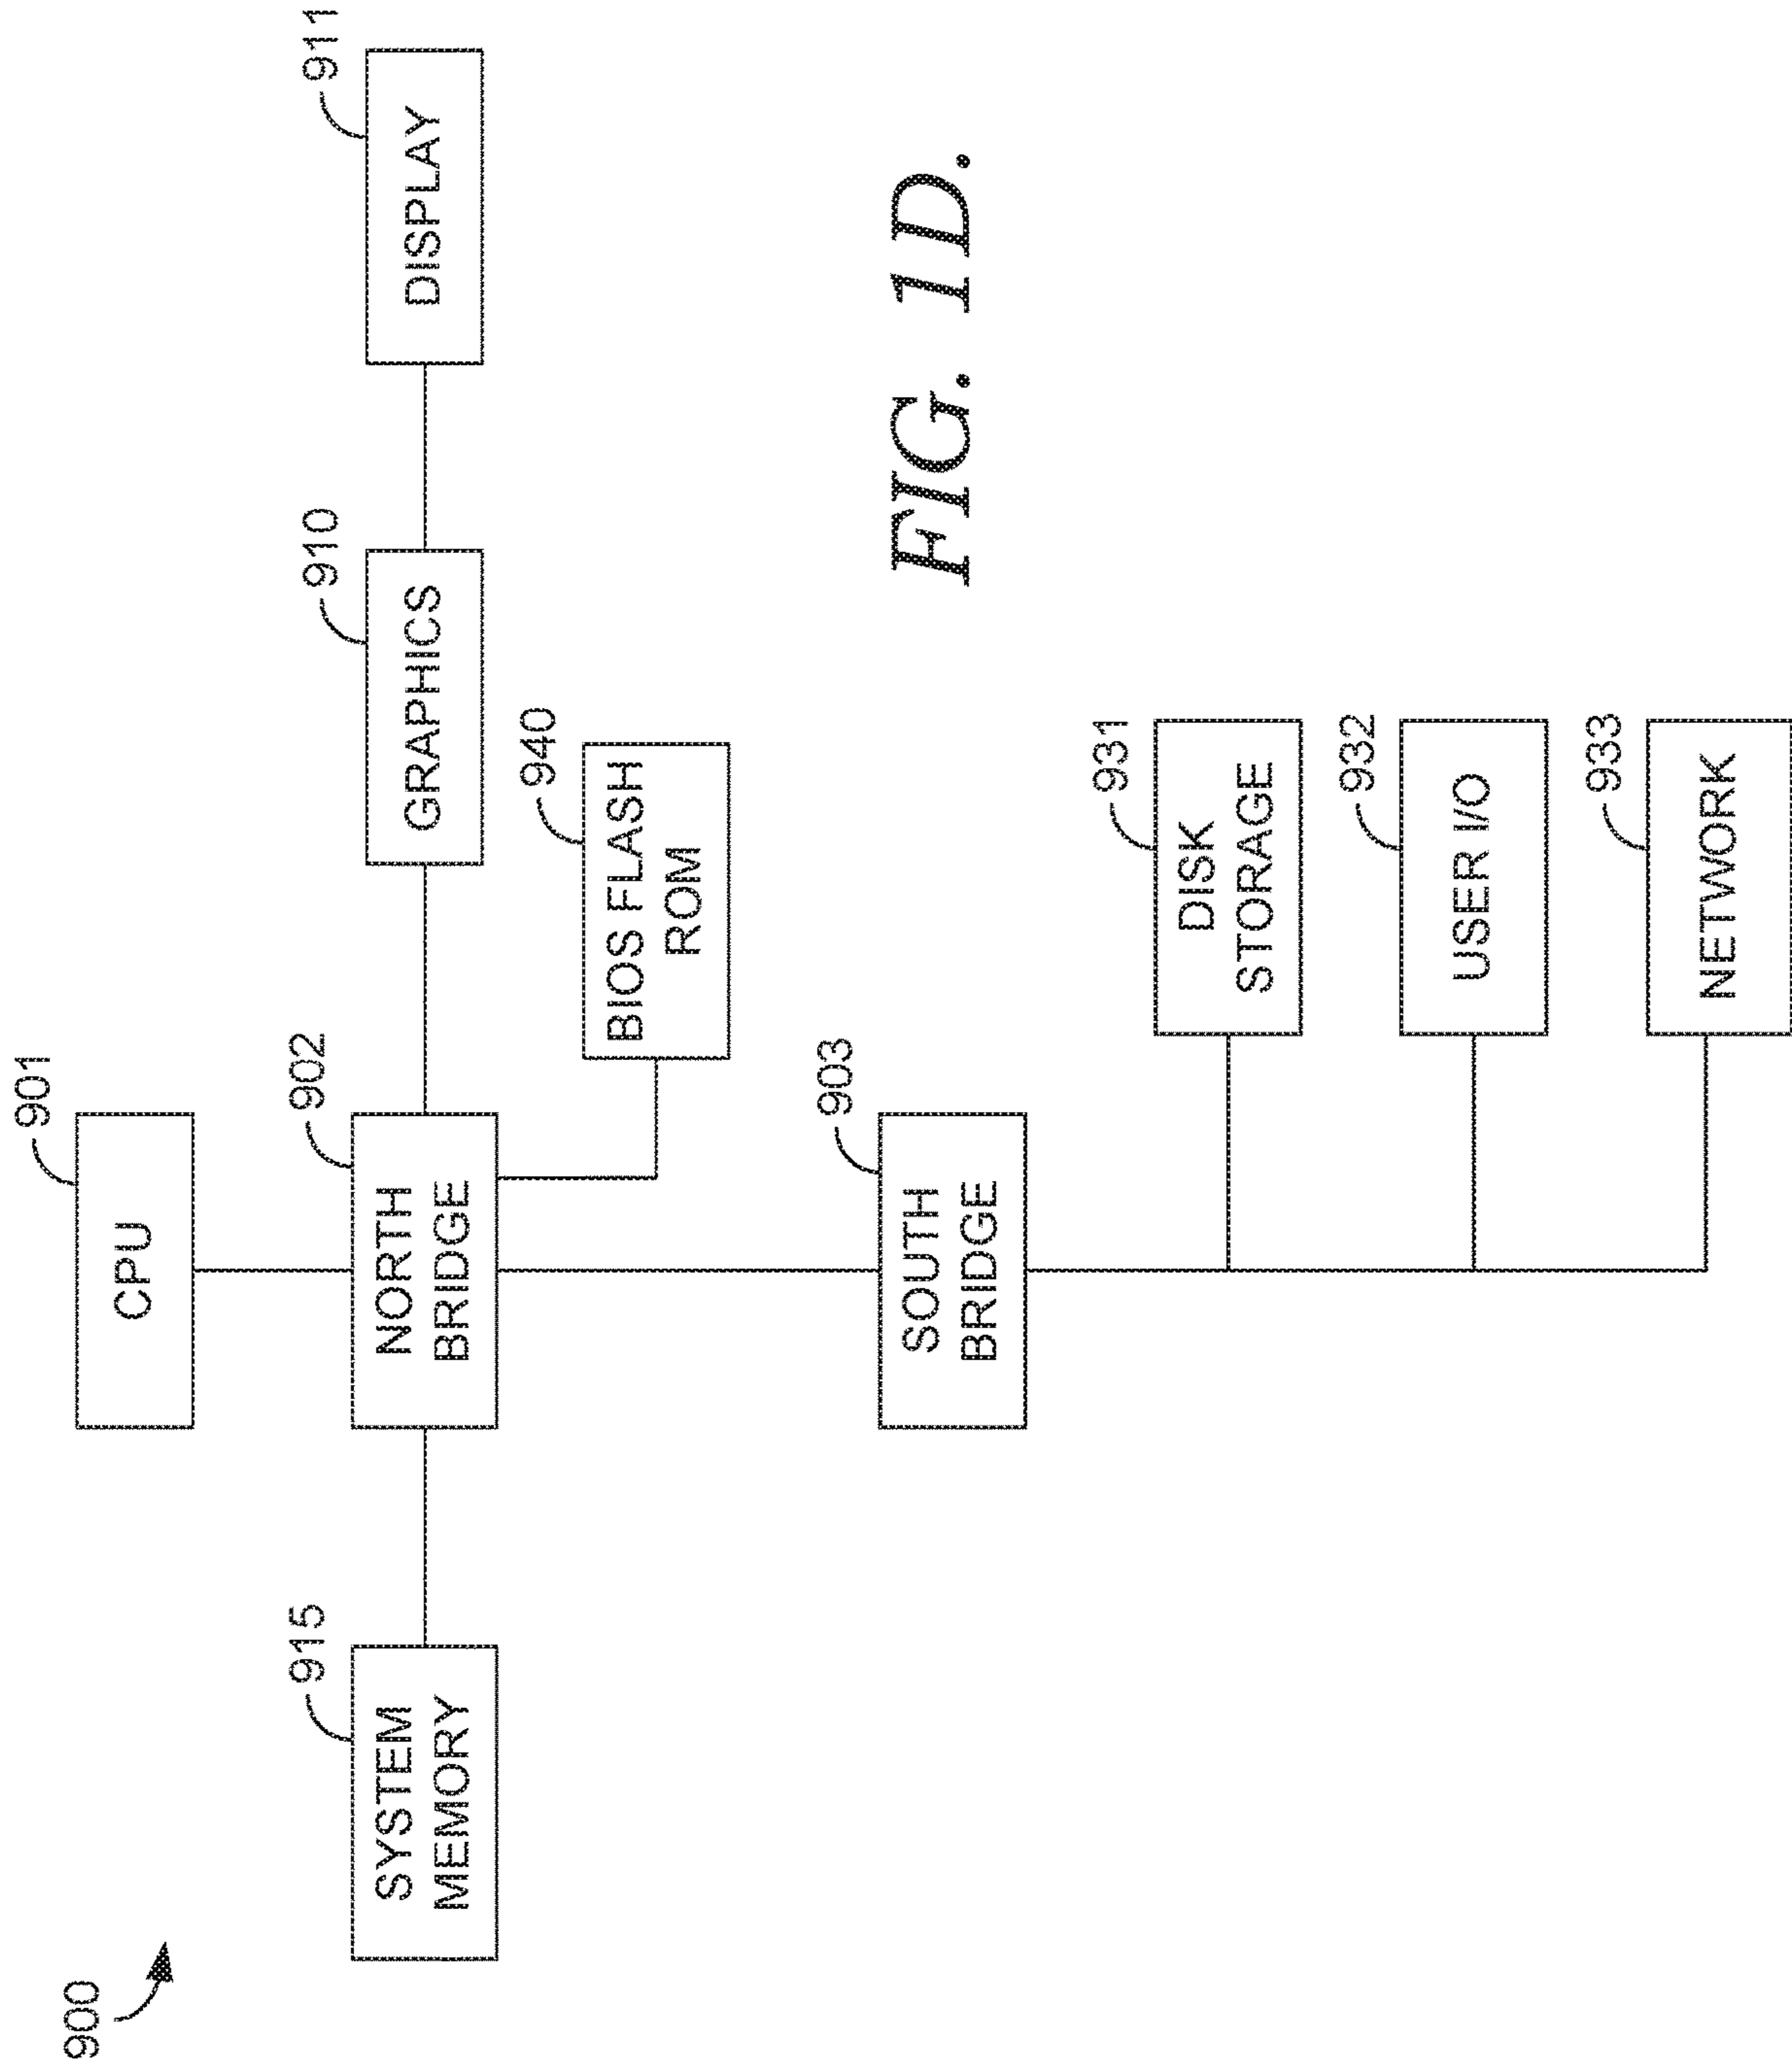 900
901
CPU
915
SYSTEM
MEMORY
902
NORTH
BRIDGE
910
GRAPHICS
911
DISPLAY
940
BIOS FLASH
ROM
903
SOUTH
BRIDGE
931
DISK
STORAGE
932
USER I/O
933
NETWORK
FIG. 1D.